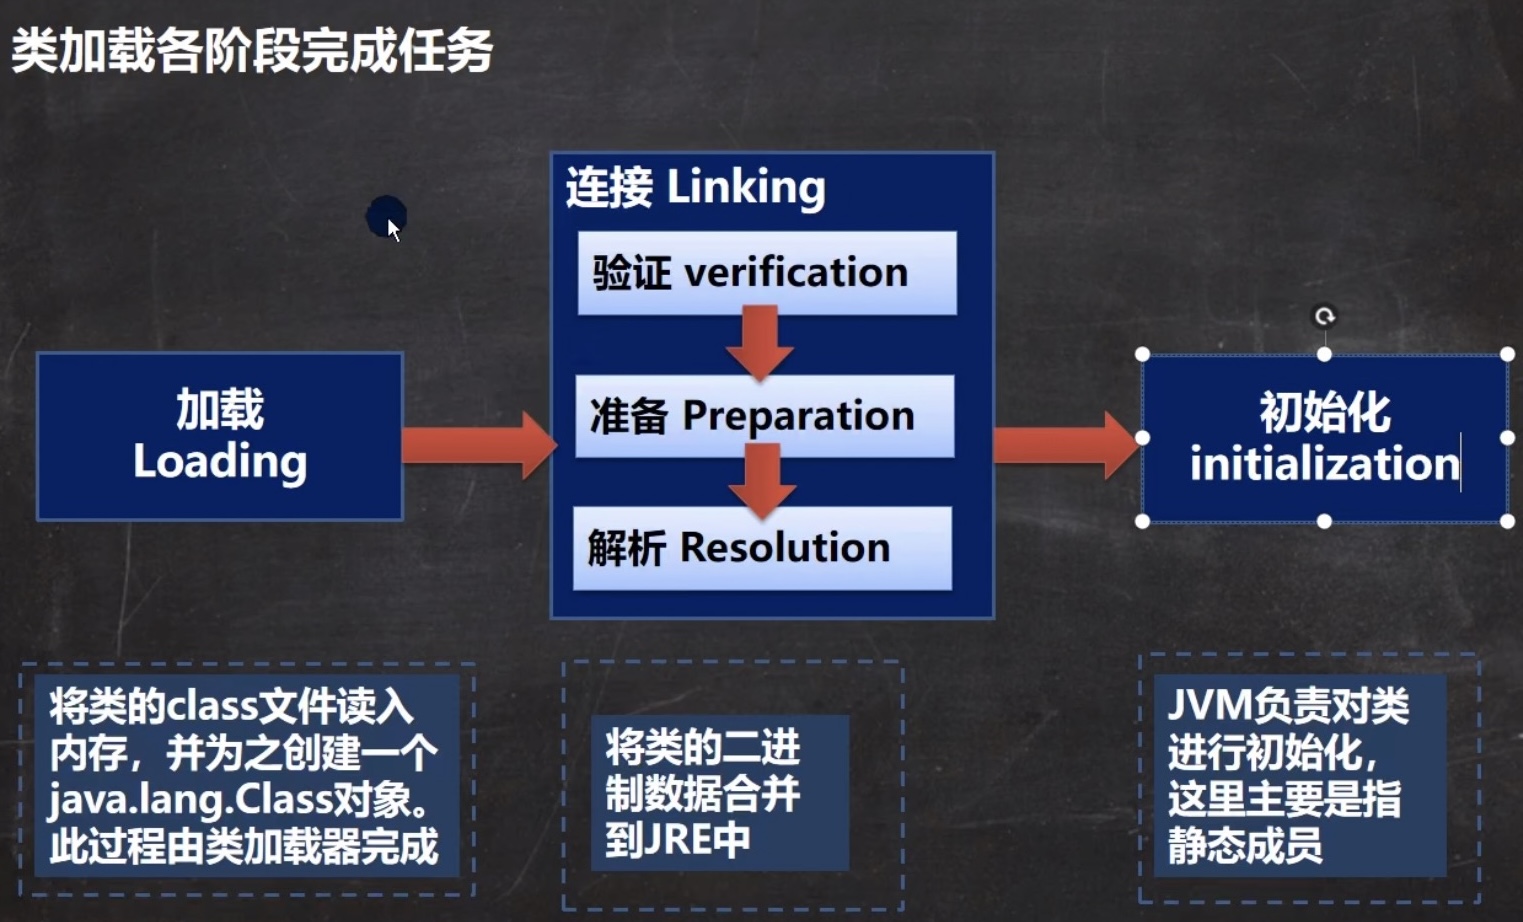 类加载各阶段完成任务
连接 Linking
验证 verification
准备 Preparation
解析 Resolution
加载
Loading
初始化
initialization
将类的class文件读入
内存，并为之创建一个
java.lang.Class对象。
此过程由类加载器完成
将类的二进
制数据合并
到JRE中
JVM负责对类
进行初始化，
这里主要是指
静态成员